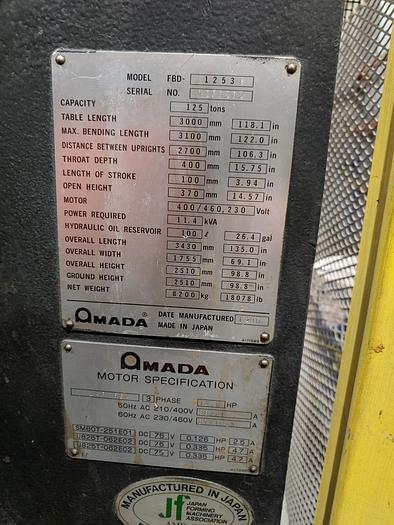 MODEL FBD- 1253
SERIAL NO.
CAPACITY 125 tons
TABLE LENGTH 3000 mm 118.1 in
MAX. BENDING LENGTH 3100 mm 122.0 in
DISTANCE BETWEEN UPRIGHTS 2700 mm 106.3 in
THROAT DEPTH 400 mm 15.75 in
LENGTH OF STROKE 100 mm 3.94 in
OPEN HEIGHT 370 mm 14.57 in
MOTOR 400/460,230 Volt
POWER REQUIRED 11.4 kVA
HYDRAULIC OIL RESERVOIR 100 ℓ 26.4 gal
OVERALL LENGTH 3430 mm 135.0 in
OVERALL WIDTH 1755 mm 69.1 in
OVERALL HEIGHT 2510 mm 98.8 in
GROUND HEIGHT 2510 mm 98.8 in
NET WEIGHT 8200 kg 18078 lb
AMADA® DATE MANUFACTURED
MADE IN JAPAN
AMADA
MOTOR SPECIFICATION
3 PHASE HP
50Hz AC 210/400V A
60Hz AC 230/460V A
SM80T-251E01 DC 75 V 0.126 HP 2.5 A
U825T-062E02 DC 75 V 0.335 HP 4.7 A
U825T-062E02 DC 75 V 0.335 HP 4.7 A
MANUFACTURED IN JAPAN
jf JAPAN
FORMING
MACHINERY
ASSOCIATION